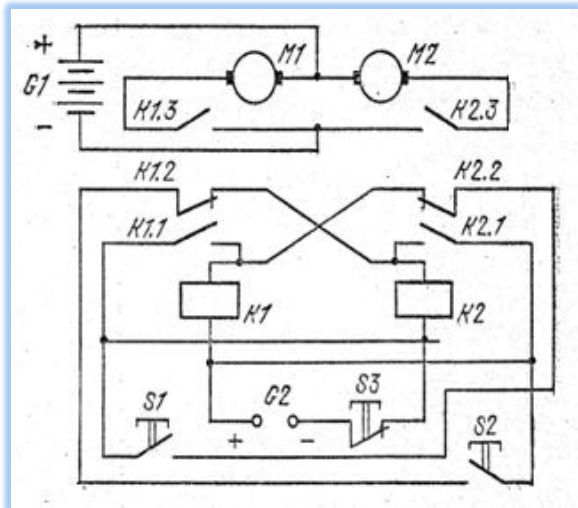 + M1 M2
G1
K1.3 K2.3
-
K1.2 K2.2
K1.1 K2.1
K1 K2
S1 G2 S3 S2
+ -